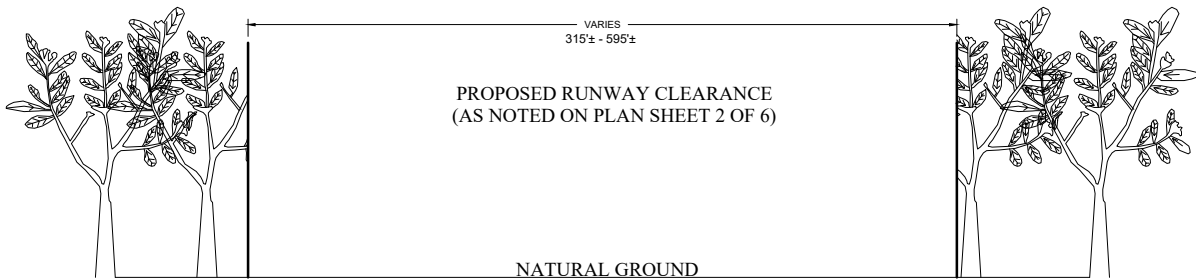 VARIES
315'± - 595'±
PROPOSED RUNWAY CLEARANCE
(AS NOTED ON PLAN SHEET 2 OF 6)
NATURAL GROUND